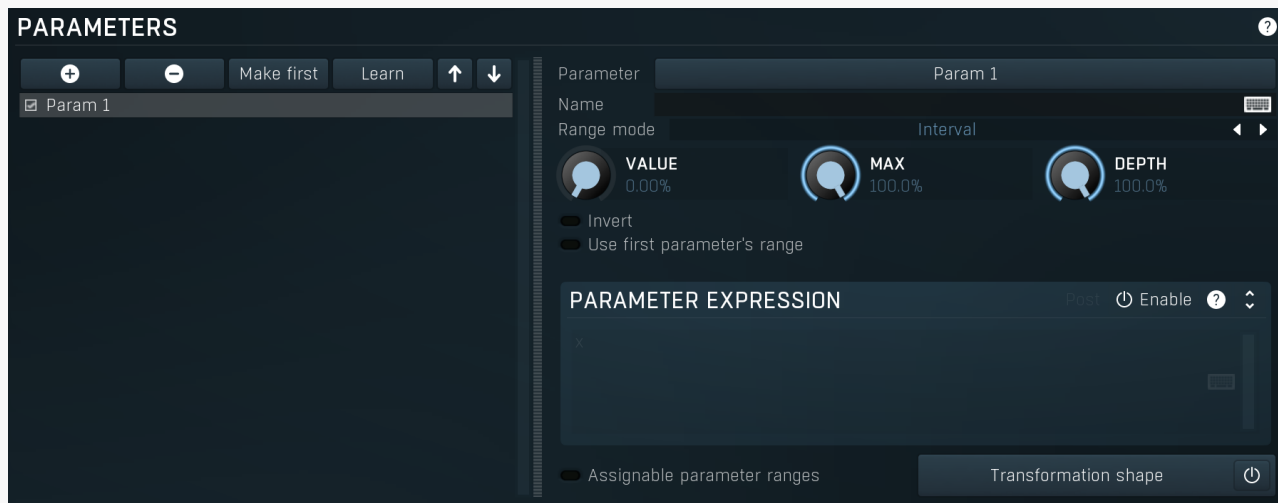 PARAMETERS
?
Make first Learn
Param 1
Parameter Param 1
Name
Range mode Interval
VALUE
0.00%
MAX
100.0%
DEPTH
100.0%
Invert
Use first parameter's range
PARAMETER EXPRESSION Post Enable ?
x
Assignable parameter ranges Transformation shape